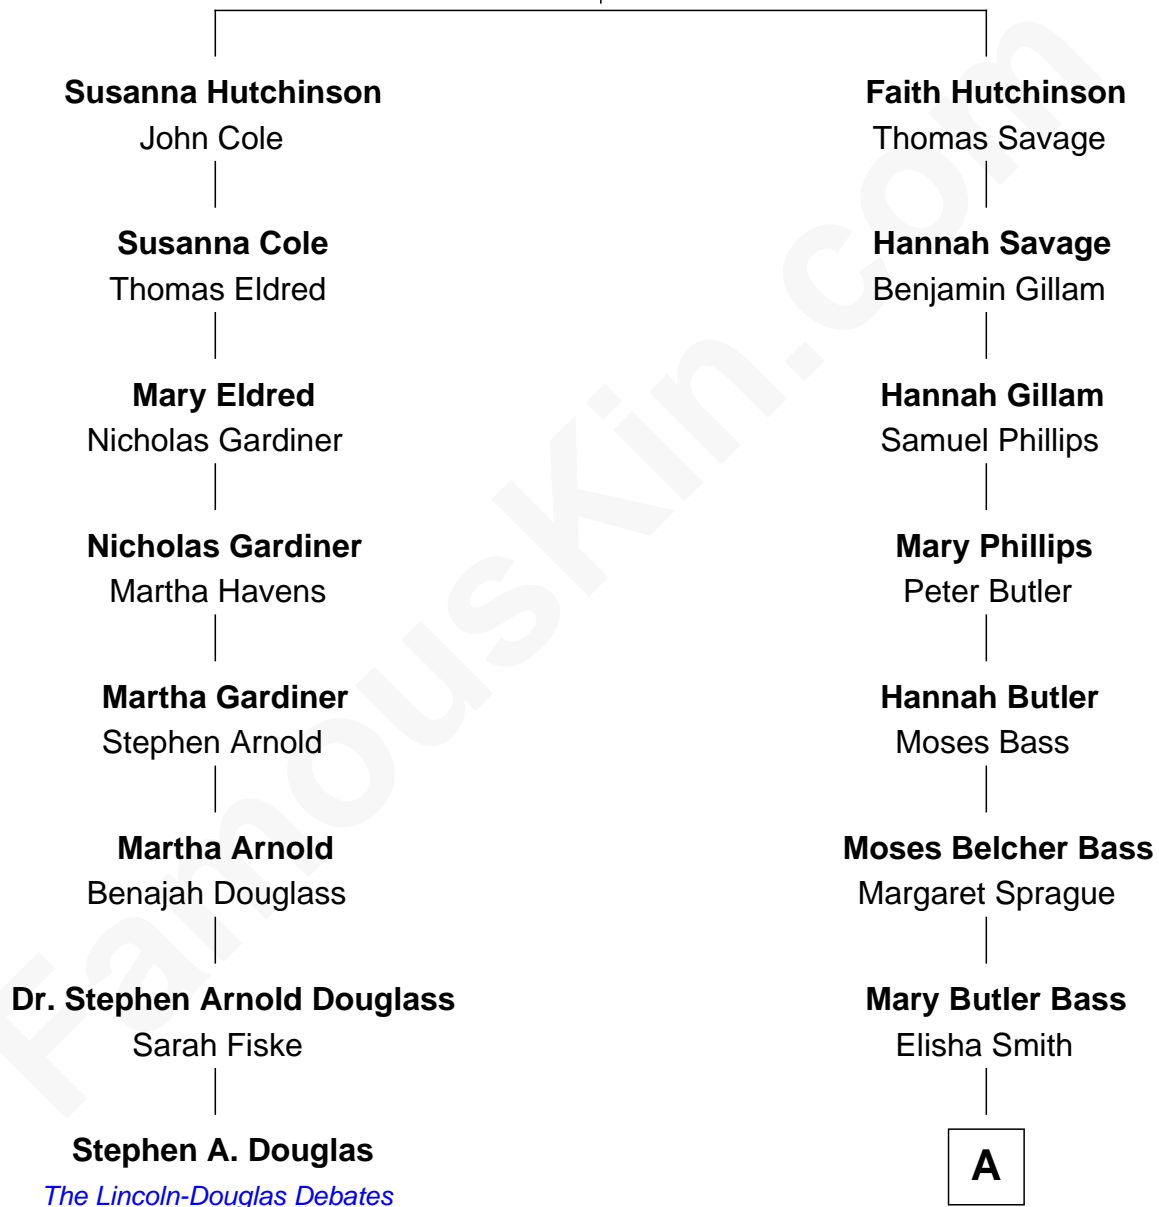 Susanna Hutchinson
John Cole
Susanna Cole
Thomas Eldred
Mary Eldred
Nicholas Gardiner
Nicholas Gardiner
Martha Havens
Martha Gardiner
Stephen Arnold
Martha Arnold
Benajah Douglass
Dr. Stephen Arnold Douglass
Sarah Fiske
Stephen A. Douglas
The Lincoln-Douglas Debates
Faith Hutchinson
Thomas Savage
Hannah Savage
Benjamin Gillam
Hannah Gillam
Samuel Phillips
Mary Phillips
Peter Butler
Hannah Butler
Moses Bass
Moses Belcher Bass
Margaret Sprague
Mary Butler Bass
Elisha Smith
A
FamousKin.com